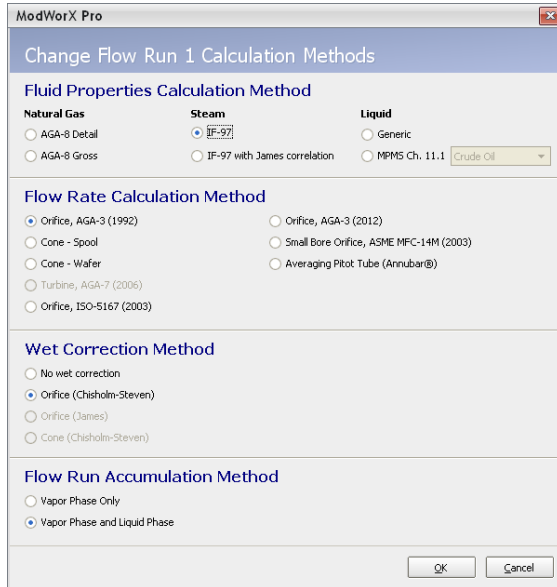 ModWorX Pro
Change Flow Run 1 Calculation Methods
Fluid Properties Calculation Method
Natural Gas Steam Liquid
AGA-8 Detail IF-97 Generic
AGA-8 Gross IF-97 with James correlation MPMS Ch. 11.1 Crude Oil
Flow Rate Calculation Method
Orifice, AGA-3 (1992) Orifice, AGA-3 (2012)
Cone - Spool Small Bore Orifice, ASME MFC-14M (2003)
Cone - Wafer Averaging Pitot Tube (Annubar®)
Turbine, AGA-7 (2006)
Orifice, ISO-5167 (2003)
Wet Correction Method
No wet correction
Orifice (Chisholm-Steven)
Orifice (James)
Cone (Chisholm-Steven)
Flow Run Accumulation Method
Vapor Phase Only
Vapor Phase and Liquid Phase
OK Cancel